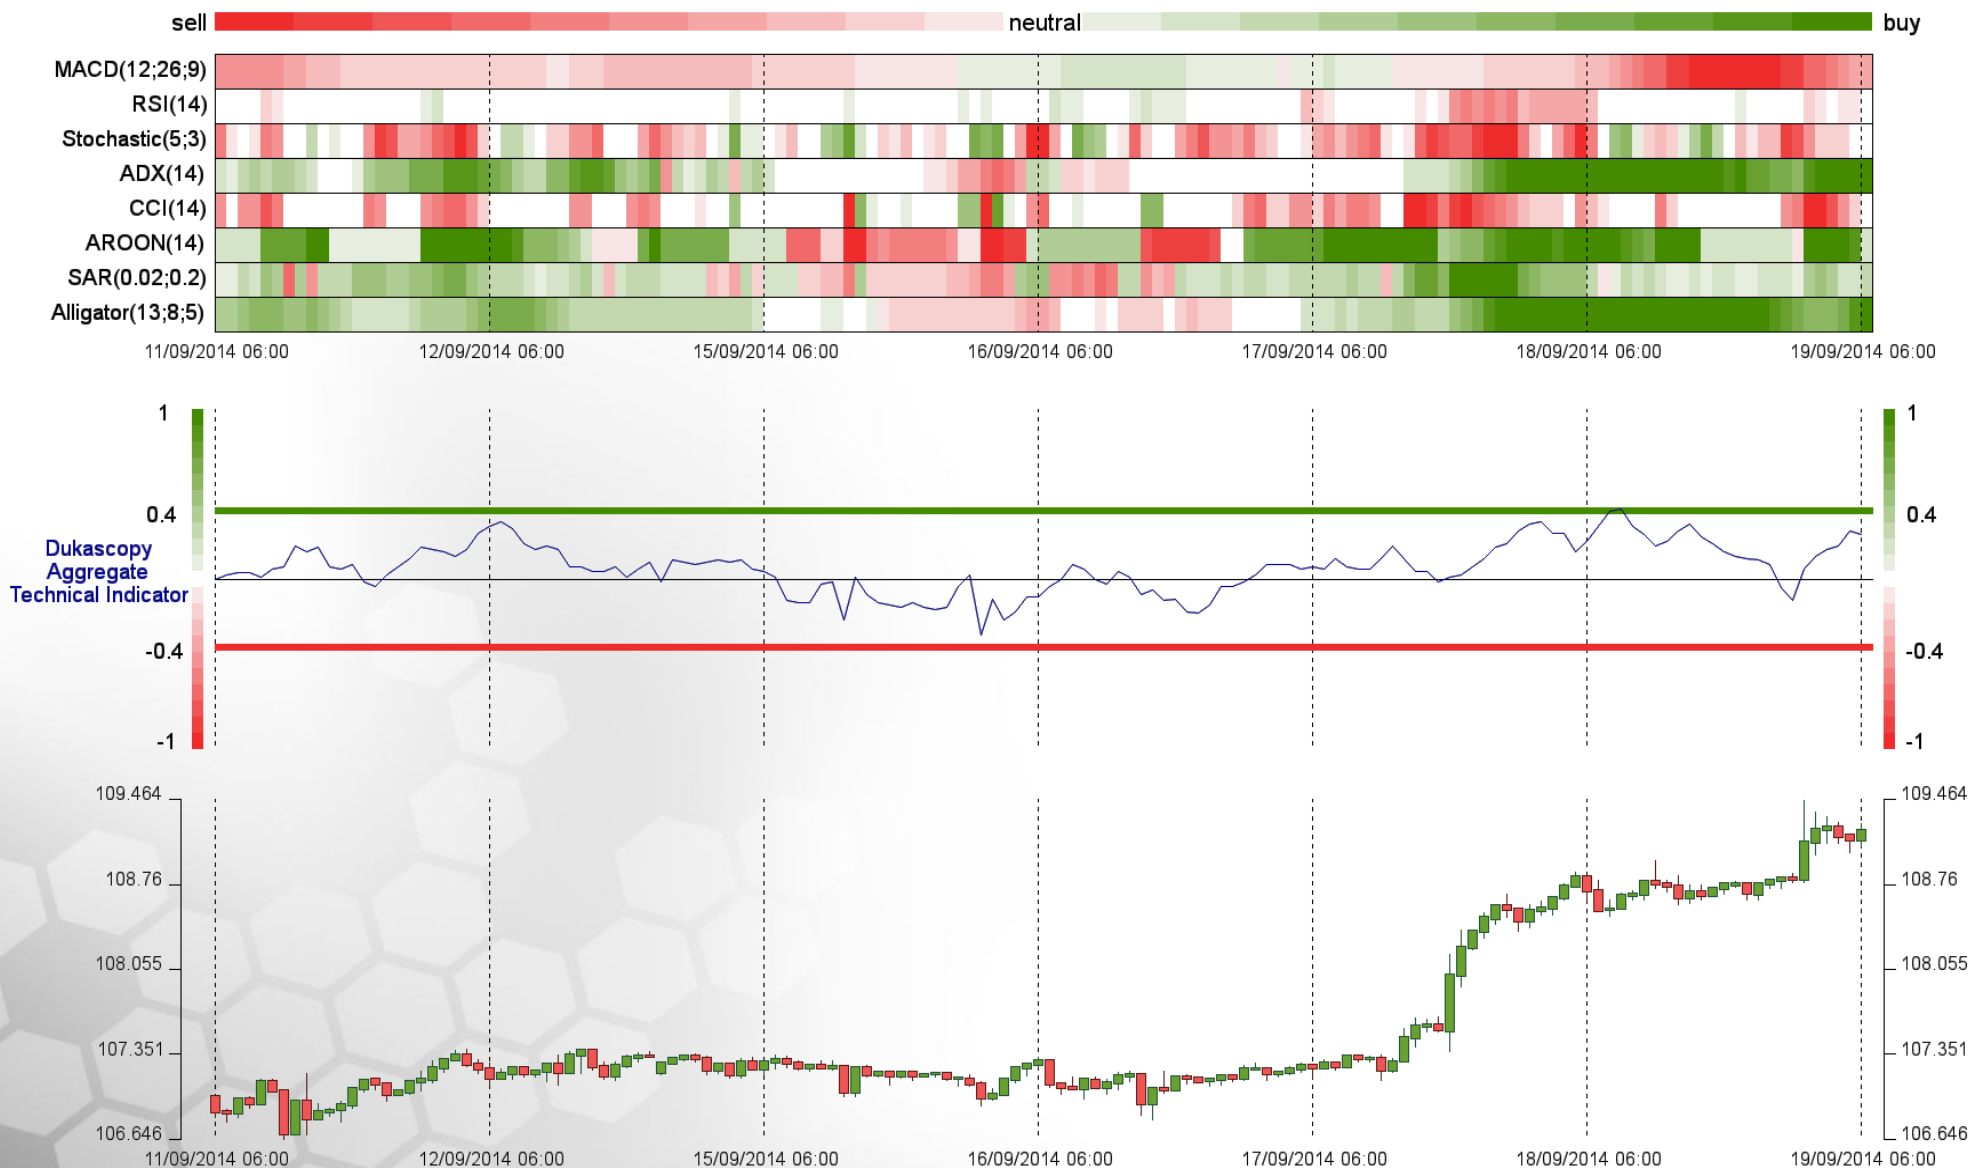 sell neutral buy
MACD(12;26;9)
RSI(14)
Stochastic(5;3)
ADX(14)
CCI(14)
AROON(14)
SAR(0.02;0.2)
Alligator(13;8;5)
11/09/2014 06:00 12/09/2014 06:00 15/09/2014 06:00 16/09/2014 06:00 17/09/2014 06:00 18/09/2014 06:00 19/09/2014 06:00
1 1
0.4 0.4
Dukascopy
Aggregate
Technical Indicator
-0.4 -0.4
-1 -1
109.464 109.464
108.76 108.76
108.055 108.055
107.351 107.351
106.646 106.646
11/09/2014 06:00 12/09/2014 06:00 15/09/2014 06:00 16/09/2014 06:00 17/09/2014 06:00 18/09/2014 06:00 19/09/2014 06:00